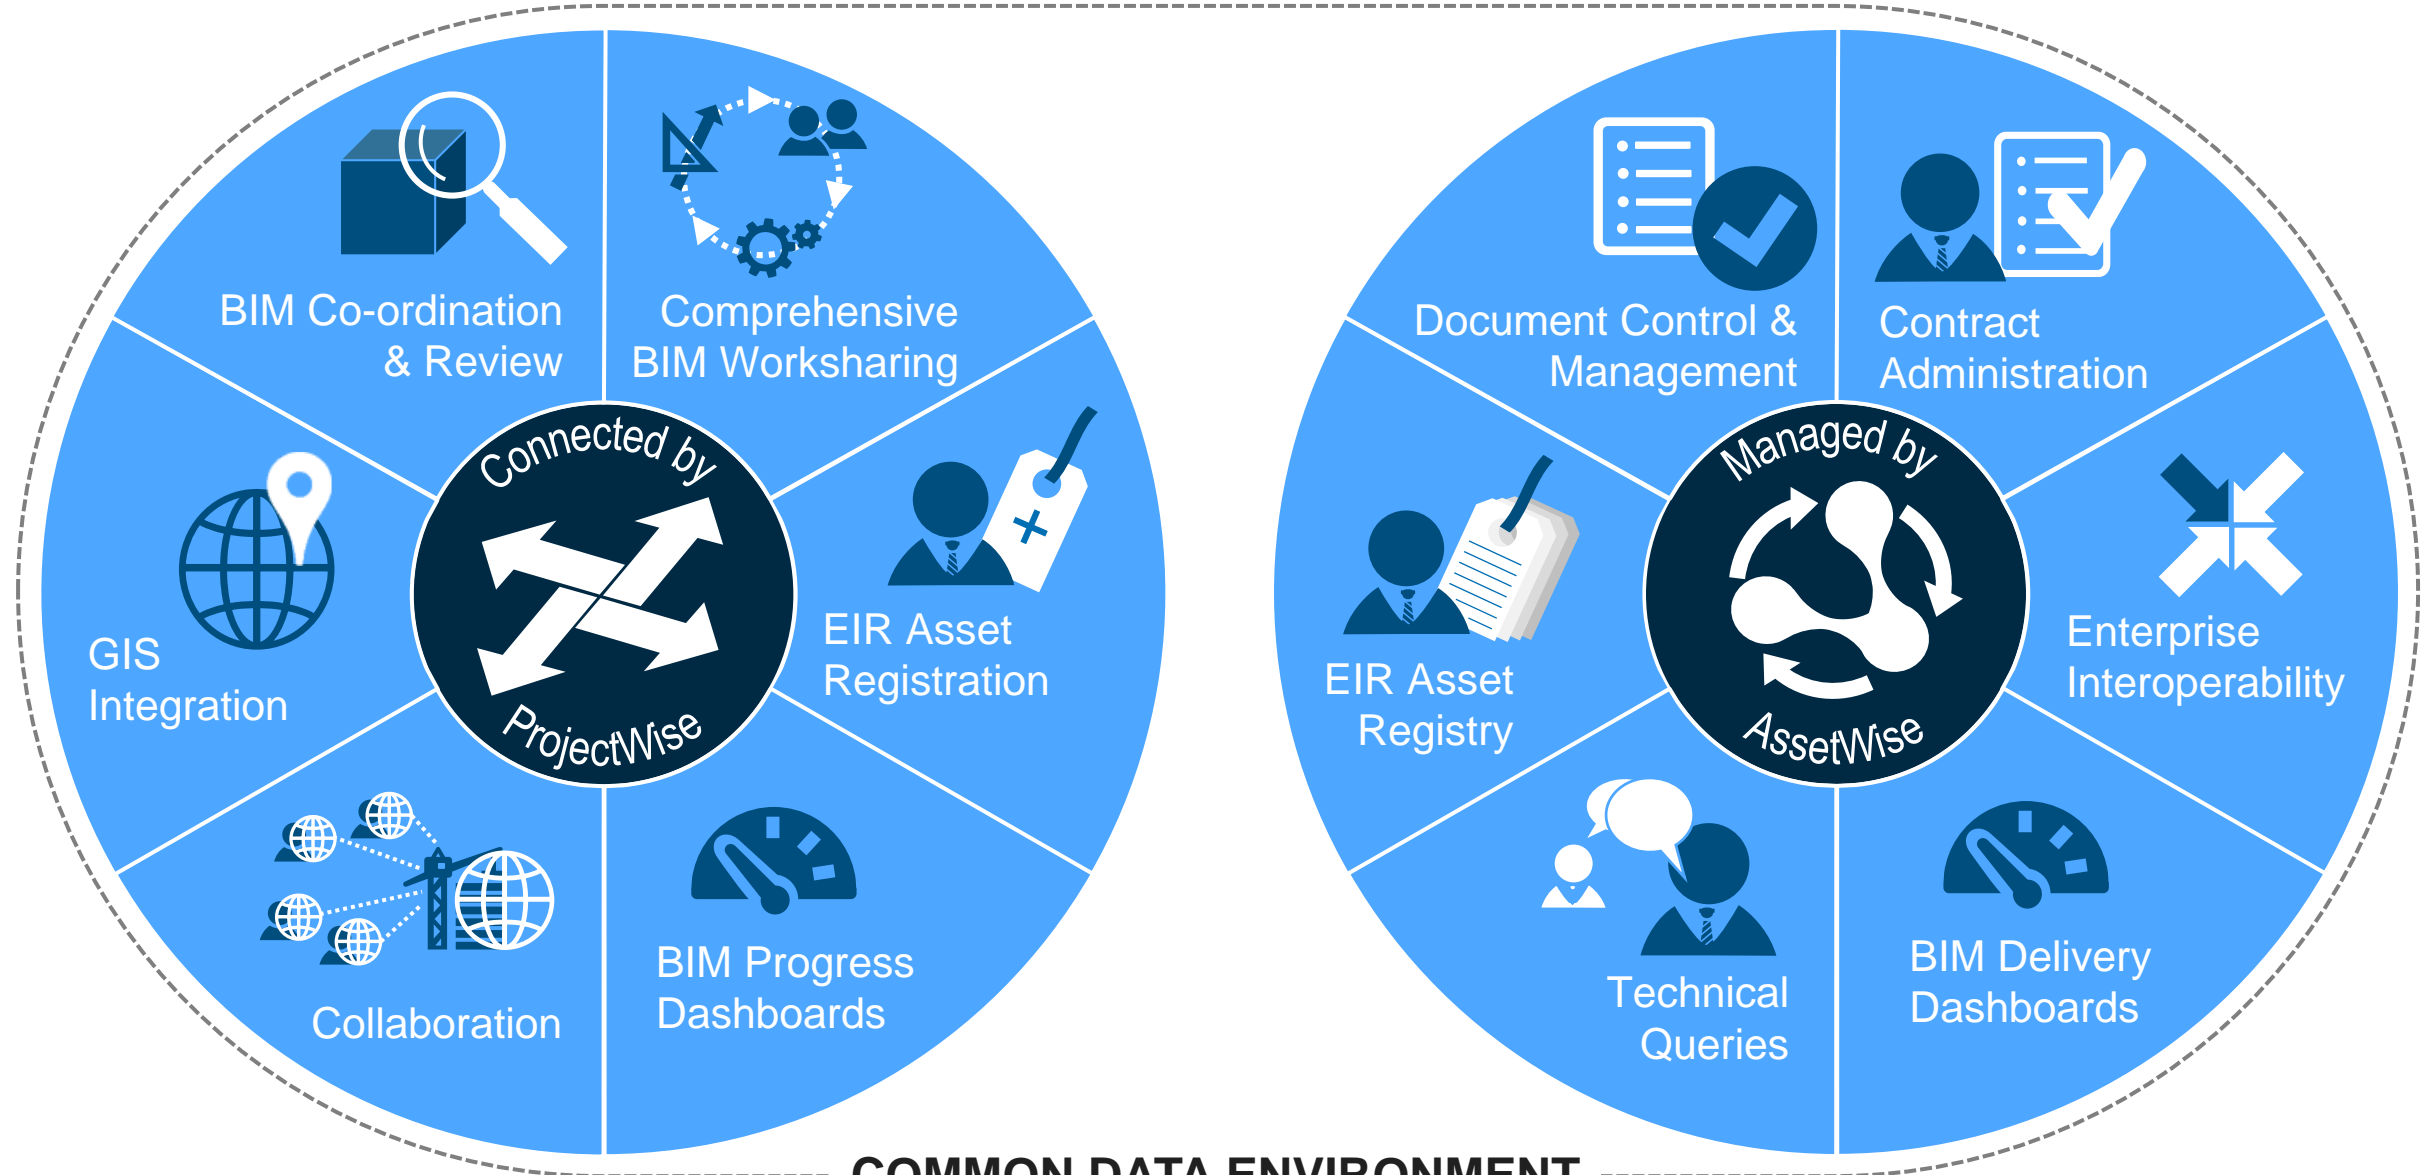 BIM Co-ordination
& Review
Comprehensive
BIM Worksharing
GIS
Integration
Connected by
ProjectWise
EIR Asset
Registration
Collaboration
BIM Progress
Dashboards
Document Control &
Management
Contract
Administration
EIR Asset
Registry
Managed by
AssetWise
Enterprise
Interoperability
Technical
Queries
BIM Delivery
Dashboards
COMMON DATA ENVIRONMENT